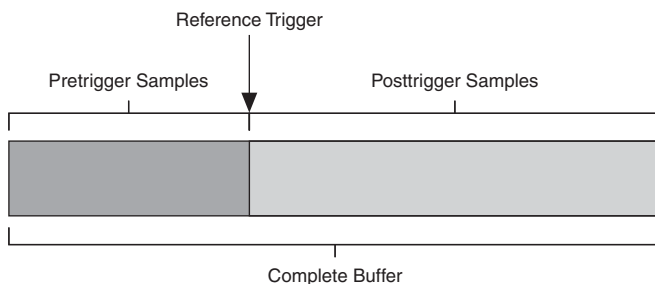 Reference Trigger
Pretrigger Samples
Posttrigger Samples
Complete Buffer